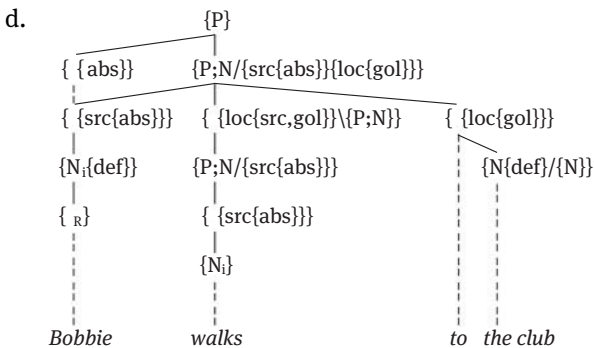 d.
{P}
{ {abs}} {P;N/{src{abs}}{loc{gol}}}
{ {src{abs}}} { {loc{src,gol}}\{P;N}} { {loc{gol}}}
{Nᵢ{def}} {P;N/{src{abs}} {N{def}/{N}}
{ ᵣ} { {src{abs}}}
{Nᵢ}
Bobbie walks to the club